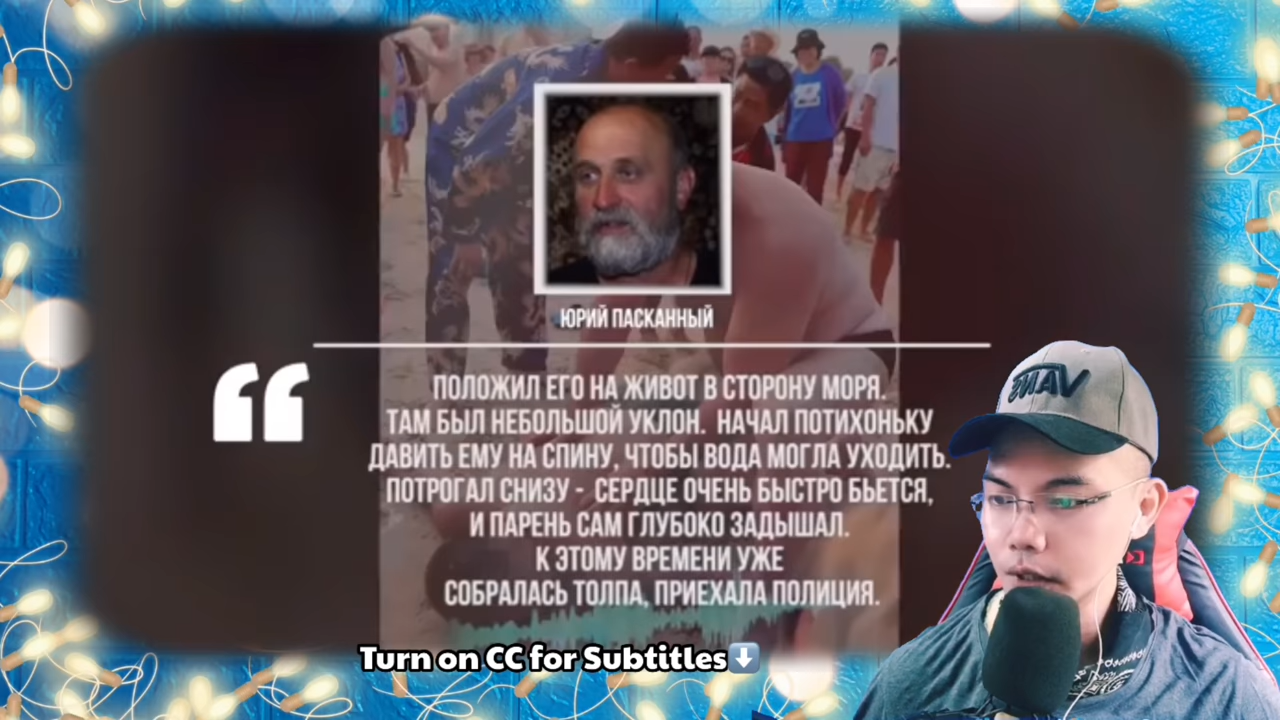 ЮРИЙ ПАСКАННЫЙ
“
ПОЛОЖИЛ ЕГО НА ЖИВОТ В СТОРОНУ МОРЯ.
ТАМ БЫЛ НЕБОЛЬШОЙ УКЛОН. НАЧАЛ ПОТИХОНЬКУ
ДАВИТЬ ЕМУ НА СПИНУ, ЧТОБЫ ВОДА МОГЛА УХОДИТЬ.
ПОТРОГАЛ СНИЗУ - СЕРДЦЕ ОЧЕНЬ БЫСТРО БЬЕТСЯ,
И ПАРЕНЬ САМ ГЛУБОКО ЗАДЫШАЛ.
К ЭТОМУ ВРЕМЕНИ УЖЕ
СОБРАЛАСЬ ТОЛПА, ПРИЕХАЛА ПОЛИЦИЯ.
VANS
Turn on CC for Subtitles⬇️